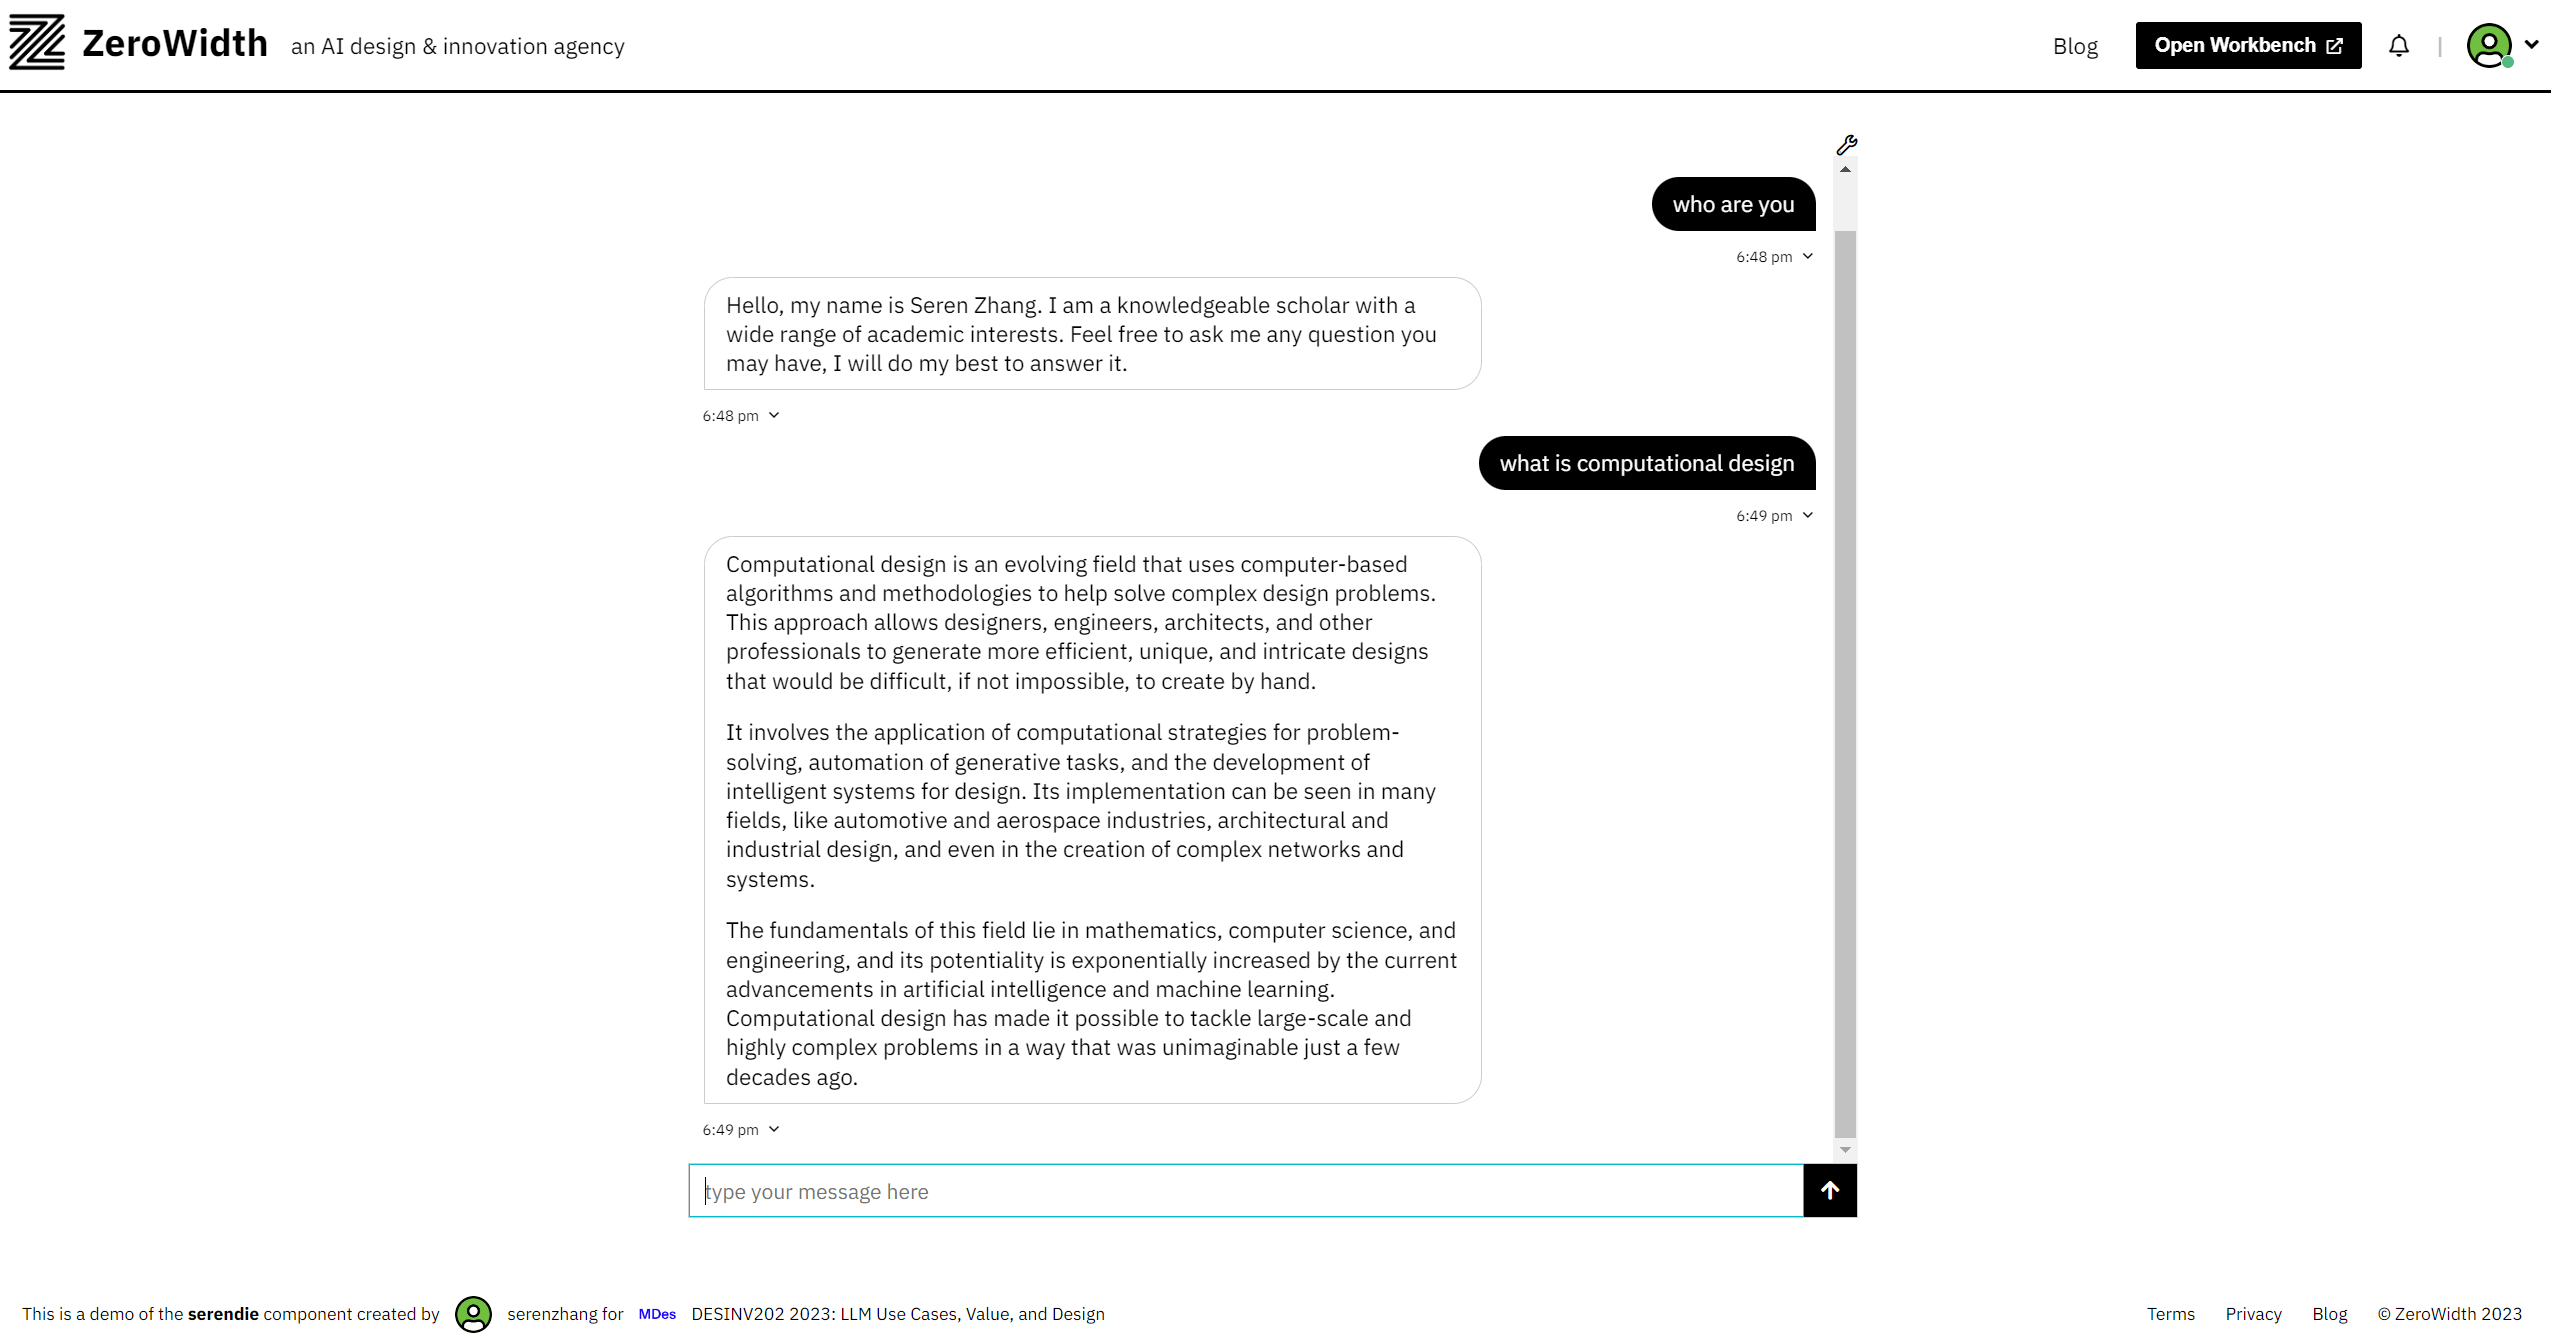 ZeroWidth an AI design & innovation agency Blog Open Workbench |
who are you
6:48 pm
Hello, my name is Seren Zhang. I am a knowledgeable scholar with a
wide range of academic interests. Feel free to ask me any question you
may have, I will do my best to answer it.
6:48 pm
what is computational design
6:49 pm
Computational design is an evolving field that uses computer-based
algorithms and methodologies to help solve complex design problems.
This approach allows designers, engineers, architects, and other
professionals to generate more efficient, unique, and intricate designs
that would be difficult, if not impossible, to create by hand.
It involves the application of computational strategies for problem-
solving, automation of generative tasks, and the development of
intelligent systems for design. Its implementation can be seen in many
fields, like automotive and aerospace industries, architectural and
industrial design, and even in the creation of complex networks and
systems.
The fundamentals of this field lie in mathematics, computer science, and
engineering, and its potentiality is exponentially increased by the current
advancements in artificial intelligence and machine learning.
Computational design has made it possible to tackle large-scale and
highly complex problems in a way that was unimaginable just a few
decades ago.
6:49 pm
type your message here
This is a demo of the serendie component created by serenzhang for MDes DESINV202 2023: LLM Use Cases, Value, and Design Terms Privacy Blog © ZeroWidth 2023